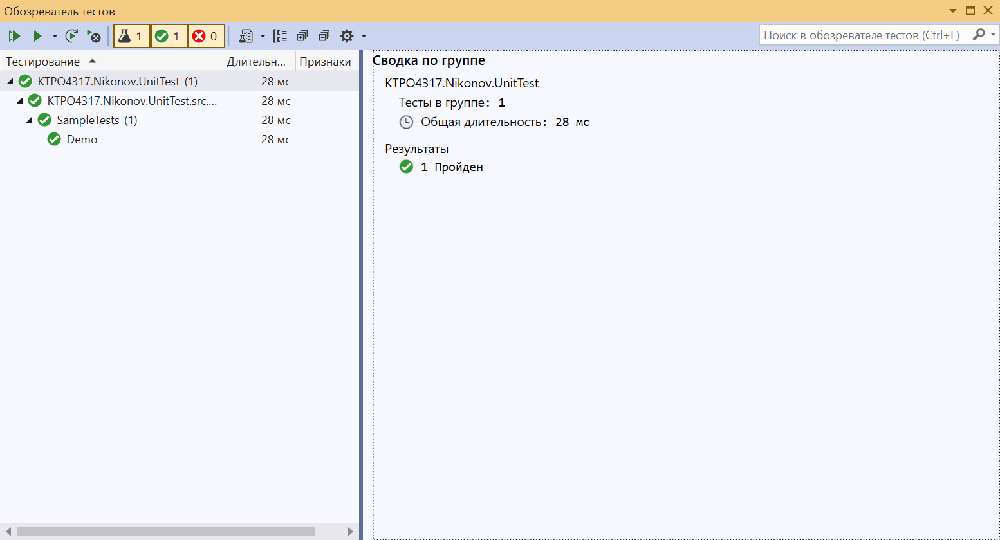 Обозреватель тестов
1 1 0
Поиск в обозревателе тестов (Ctrl+E)
Тестирование Длительн... Признаки
KTPO4317.Nikonov.UnitTest (1) 28 мс
KTPO4317.Nikonov.UnitTest.src.... 28 мс
SampleTests (1) 28 мс
Demo 28 мс
Сводка по группе
KTPO4317.Nikonov.UnitTest
Тесты в группе: 1
Общая длительность: 28 мс
Результаты
1 Пройден